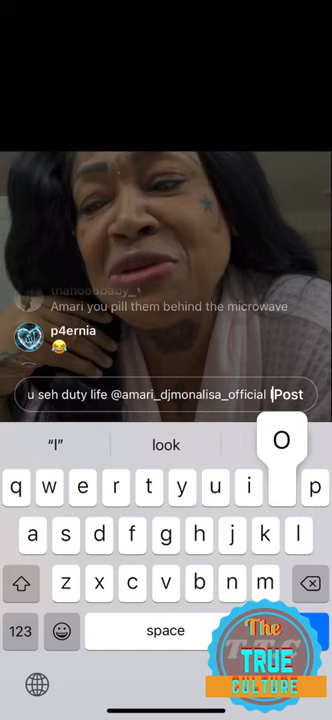 thahoodbaby_
Amari you pill them behind the microwave
p4ernia
😂
u seh duty life @amari_djmonalisa_official l
Post
"l"
look
O
q w e r t y u i p
a s d f g h j k l
z x c v b n m
123
space
The
T.T.C
TRUE
CULTURE